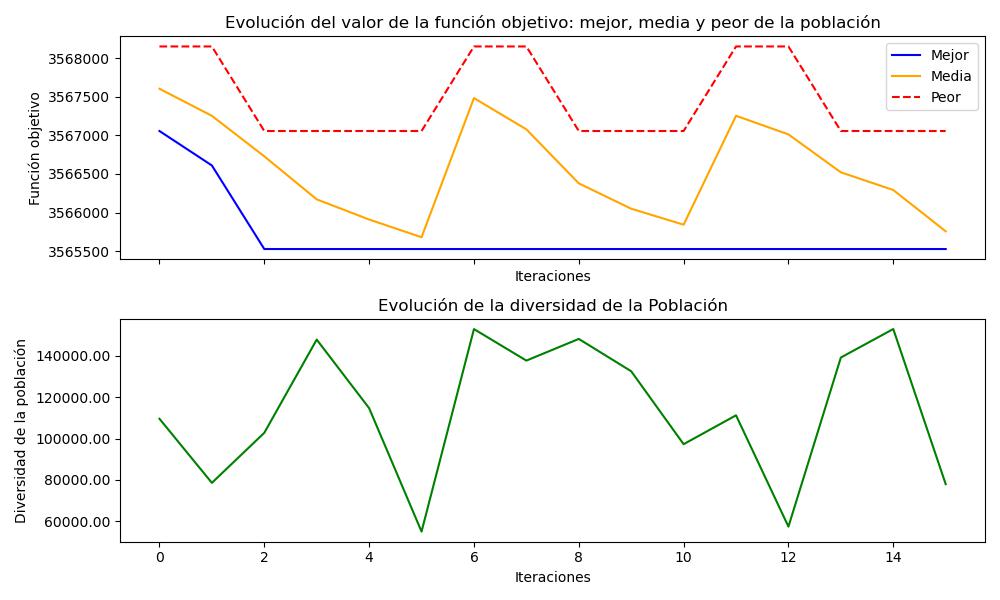 Evolución del valor de la función objetivo: mejor, media y peor de la población
Función objetivo
3568000
3567500
3567000
3566500
3566000
3565500
Mejor
Media
Peor
Iteraciones
Evolución de la diversidad de la Población
Diversidad de la población
140000.00
120000.00
100000.00
80000.00
60000.00
0 2 4 6 8 10 12 14
Iteraciones